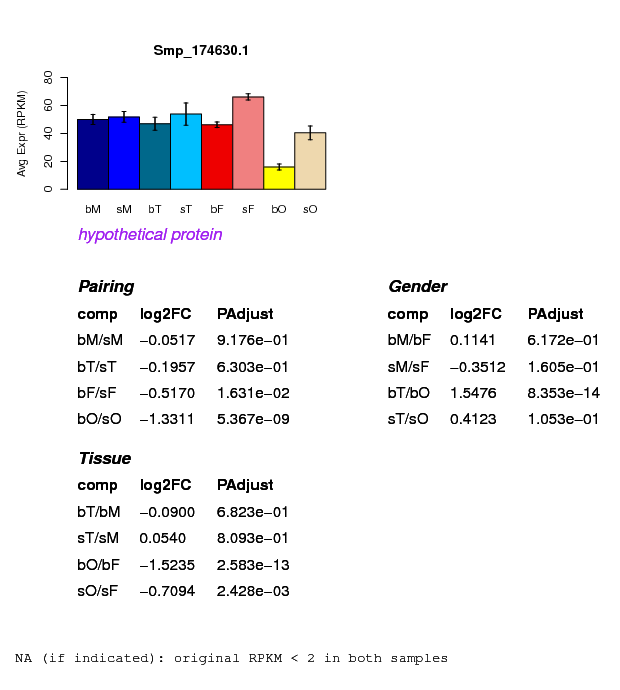 Smp_174630.1
Avg Expr (RPKM)
80
60
40
20
0
bM sM bT sT bF sF bO sO
hypothetical protein
Pairing
comp log2FC PAdjust
bM/sM −0.0517 9.176e−01
bT/sT −0.1957 6.303e−01
bF/sF −0.5170 1.631e−02
bO/sO −1.3311 5.367e−09
Gender
comp log2FC PAdjust
bM/bF 0.1141 6.172e−01
sM/sF −0.3512 1.605e−01
bT/bO 1.5476 8.353e−14
sT/sO 0.4123 1.053e−01
Tissue
comp log2FC PAdjust
bT/bM −0.0900 6.823e−01
sT/sM 0.0540 8.093e−01
bO/bF −1.5235 2.583e−13
sO/sF −0.7094 2.428e−03
NA (if indicated): original RPKM < 2 in both samples